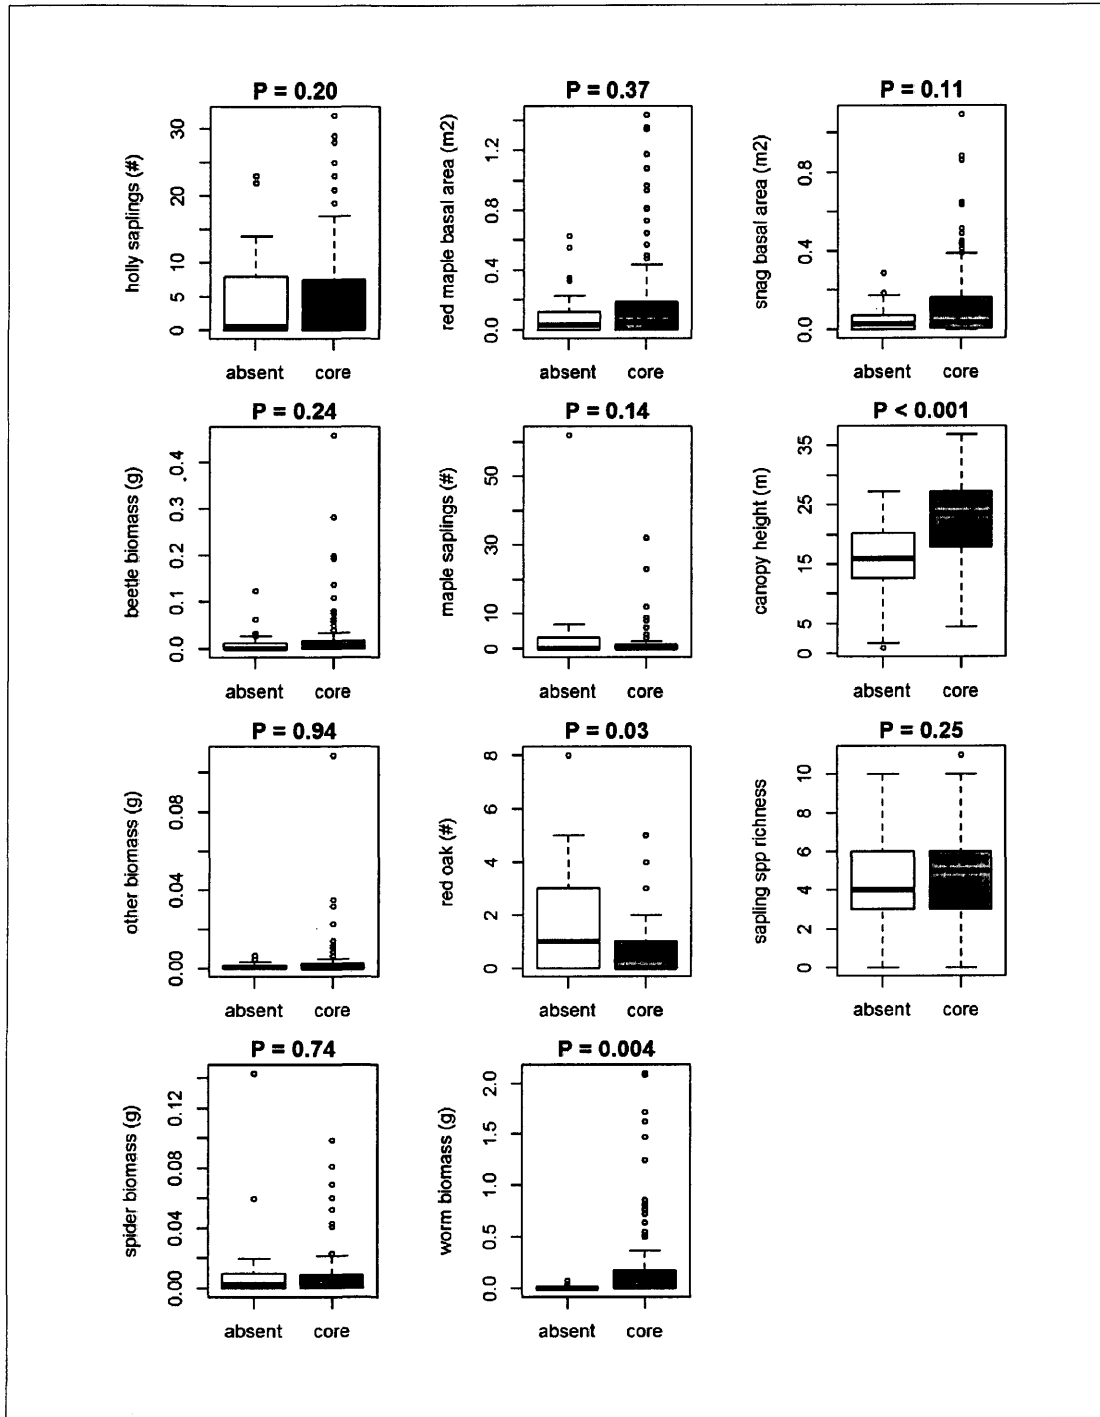 P = 0.20
holly saplings (#)
30
20
10
5
0
absent core
P = 0.37
red maple basal area (m2)
1.2
0.8
0.4
0.0
absent core
P = 0.11
snag basal area (m2)
0.8
0.4
0.0
absent core
P = 0.24
beetle biomass (g)
0.4
0.3
0.2
0.1
0.0
absent core
P = 0.14
maple saplings (#)
50
30
10
0
absent core
P < 0.001
canopy height (m)
35
25
15
5
0
absent core
P = 0.94
other biomass (g)
0.08
0.04
0.00
absent core
P = 0.03
red oak (#)
8
6
4
2
0
absent core
P = 0.25
sapling spp richness
10
8
6
4
2
0
absent core
P = 0.74
spider biomass (g)
0.12
0.08
0.04
0.00
absent core
P = 0.004
worm biomass (g)
2.0
1.5
1.0
0.5
0.0
absent core